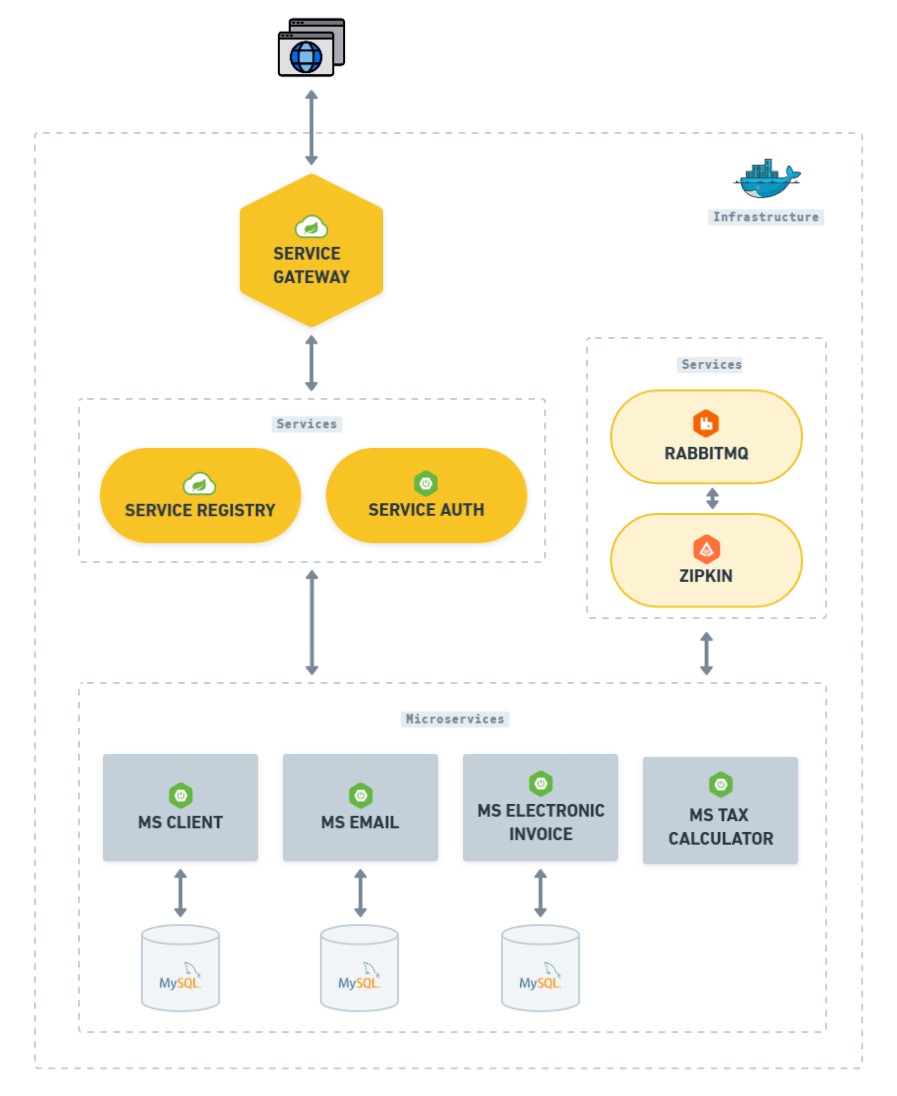 Infrastructure
SERVICE
GATEWAY
Services
RABBITMQ
ZIPKIN
Services
SERVICE REGISTRY
SERVICE AUTH
Microservices
MS CLIENT
MS EMAIL
MS ELECTRONIC
INVOICE
MS TAX
CALCULATOR
MySQL
MySQL
MySQL